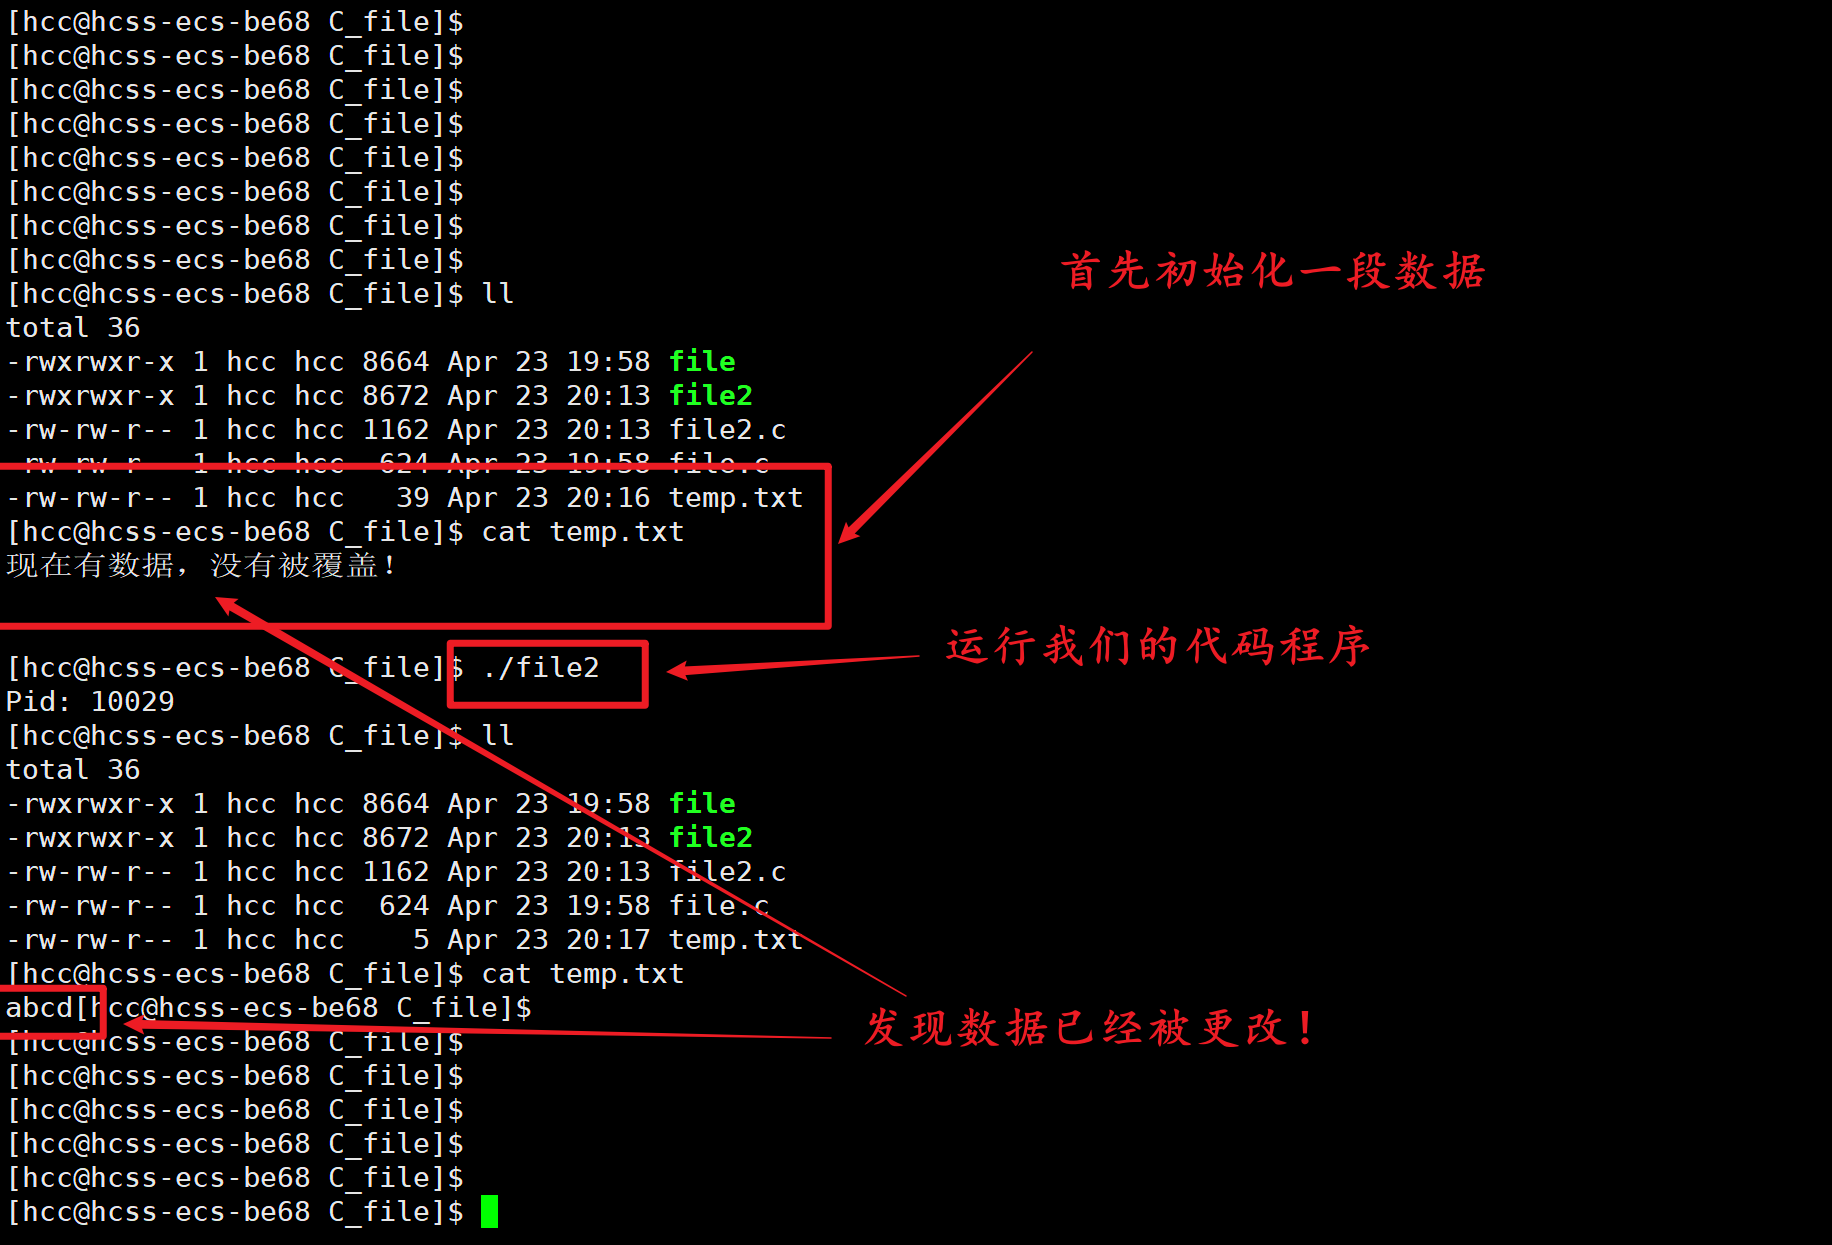 [hcc@hcss-ecs-be68 C_file]$
[hcc@hcss-ecs-be68 C_file]$
[hcc@hcss-ecs-be68 C_file]$
[hcc@hcss-ecs-be68 C_file]$
[hcc@hcss-ecs-be68 C_file]$
[hcc@hcss-ecs-be68 C_file]$
[hcc@hcss-ecs-be68 C_file]$
[hcc@hcss-ecs-be68 C_file]$
首先初始化一段数据
[hcc@hcss-ecs-be68 C_file]$ ll
total 36
-rwxrwxr-x 1 hcc hcc 8664 Apr 23 19:58 file
-rwxrwxr-x 1 hcc hcc 8672 Apr 23 20:13 file2
-rw-rw-r-- 1 hcc hcc 1162 Apr 23 20:13 file2.c
-rw-rw-r-- 1 hcc hcc  624 Apr 23 19:58 file.c
-rw-rw-r-- 1 hcc hcc   39 Apr 23 20:16 temp.txt
[hcc@hcss-ecs-be68 C_file]$ cat temp.txt
现在有数据，没有被覆盖！
运行我们的代码程序
[hcc@hcss-ecs-be68 C_file]$ ./file2
Pid: 10029
[hcc@hcss-ecs-be68 C_file]$ ll
total 36
-rwxrwxr-x 1 hcc hcc 8664 Apr 23 19:58 file
-rwxrwxr-x 1 hcc hcc 8672 Apr 23 20:13 file2
-rw-rw-r-- 1 hcc hcc 1162 Apr 23 20:13 file2.c
-rw-rw-r-- 1 hcc hcc  624 Apr 23 19:58 file.c
-rw-rw-r-- 1 hcc hcc    5 Apr 23 20:17 temp.txt
[hcc@hcss-ecs-be68 C_file]$ cat temp.txt
abcd[hcc@hcss-ecs-be68 C_file]$
发现数据已经被更改！
[hcc@hcss-ecs-be68 C_file]$
[hcc@hcss-ecs-be68 C_file]$
[hcc@hcss-ecs-be68 C_file]$
[hcc@hcss-ecs-be68 C_file]$
[hcc@hcss-ecs-be68 C_file]$
[hcc@hcss-ecs-be68 C_file]$